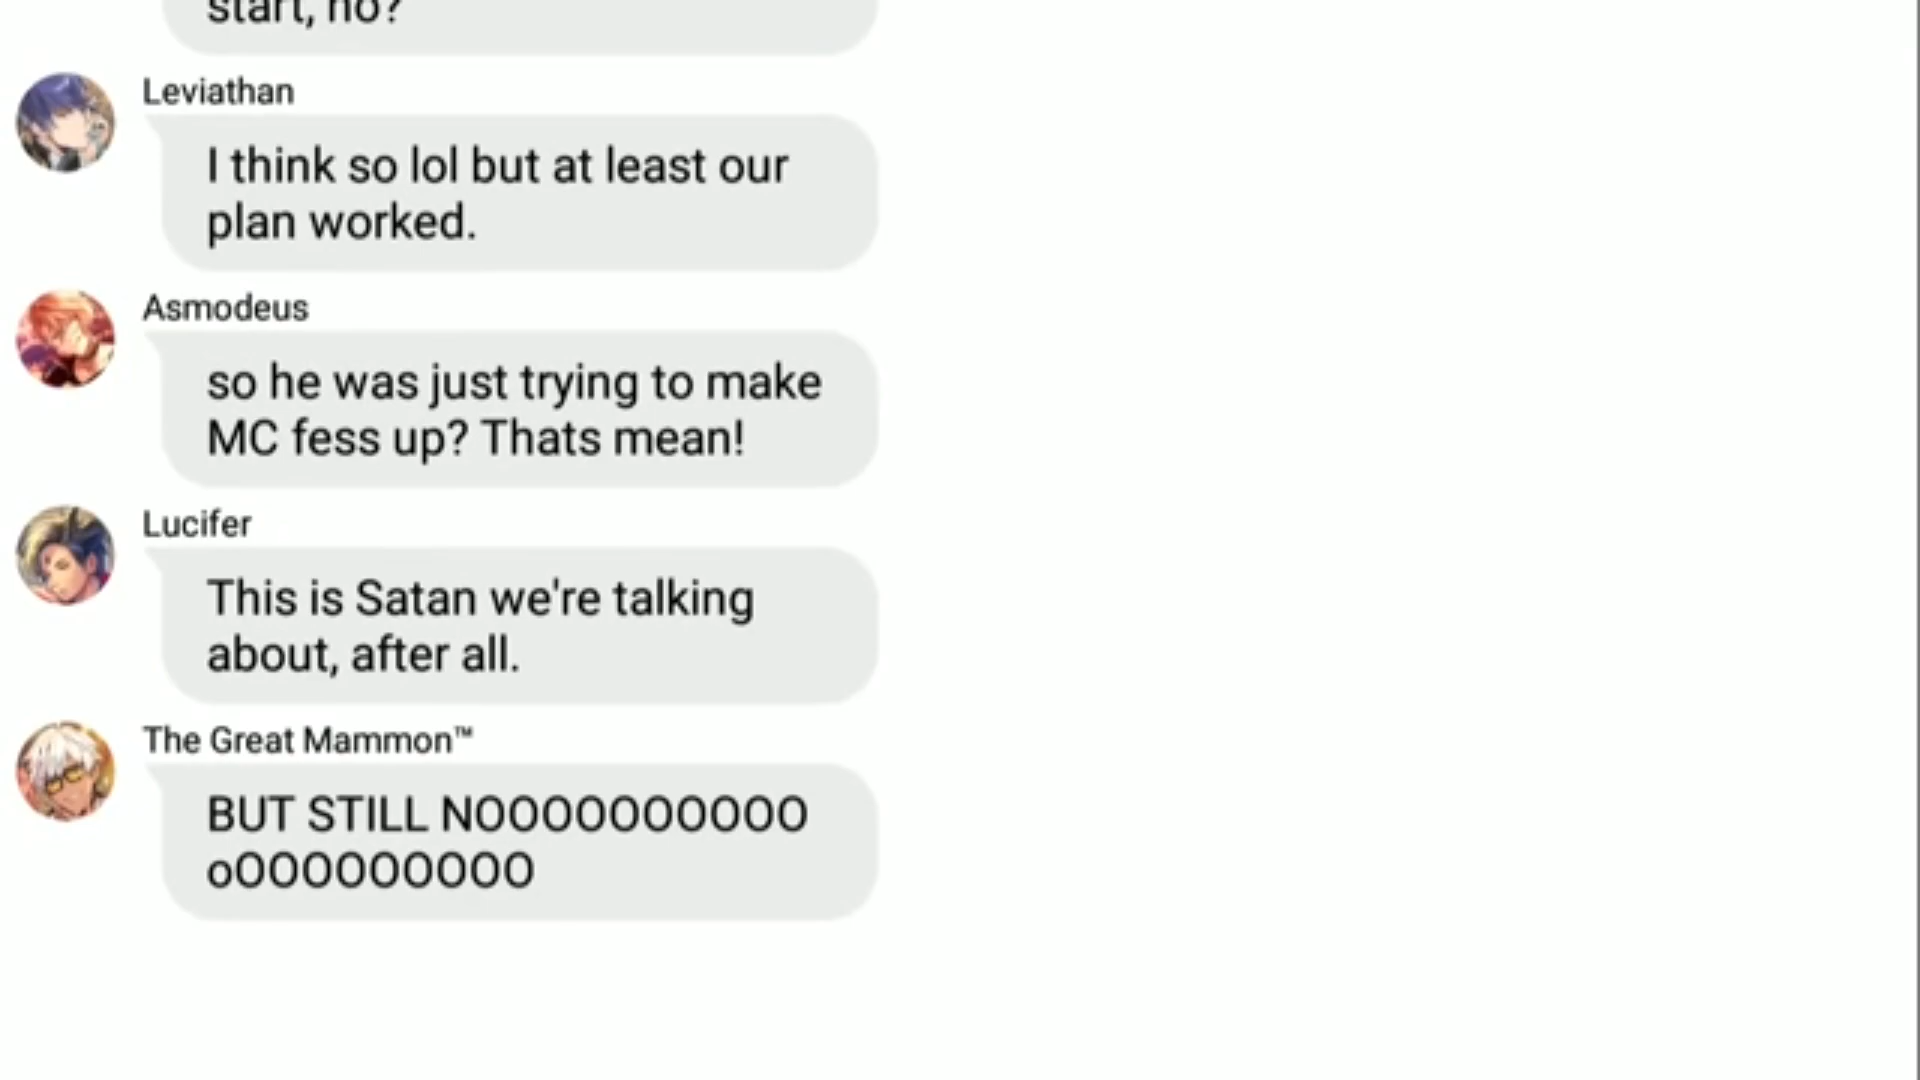 start, no?
Leviathan
I think so lol but at least our
plan worked.
Asmodeus
so he was just trying to make
MC fess up? Thats mean!
Lucifer
This is Satan we're talking
about, after all.
The Great Mammon™
BUT STILL NOOOOOOOOOO
oOOOOOOOOO